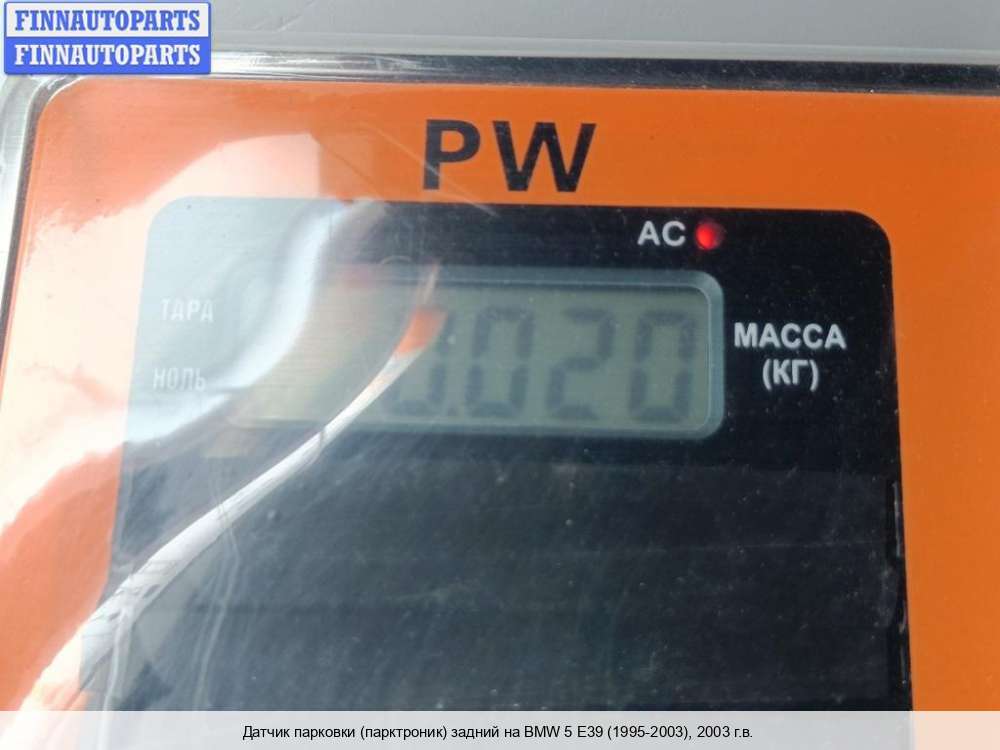 FINNAUTOPARTS
FINNAUTOPARTS
PW
AC
ТАРА
НОЛЬ
0.020
МАССА
(КГ)
Датчик парковки (парктроник) задний на BMW 5 E39 (1995-2003), 2003 г.в.